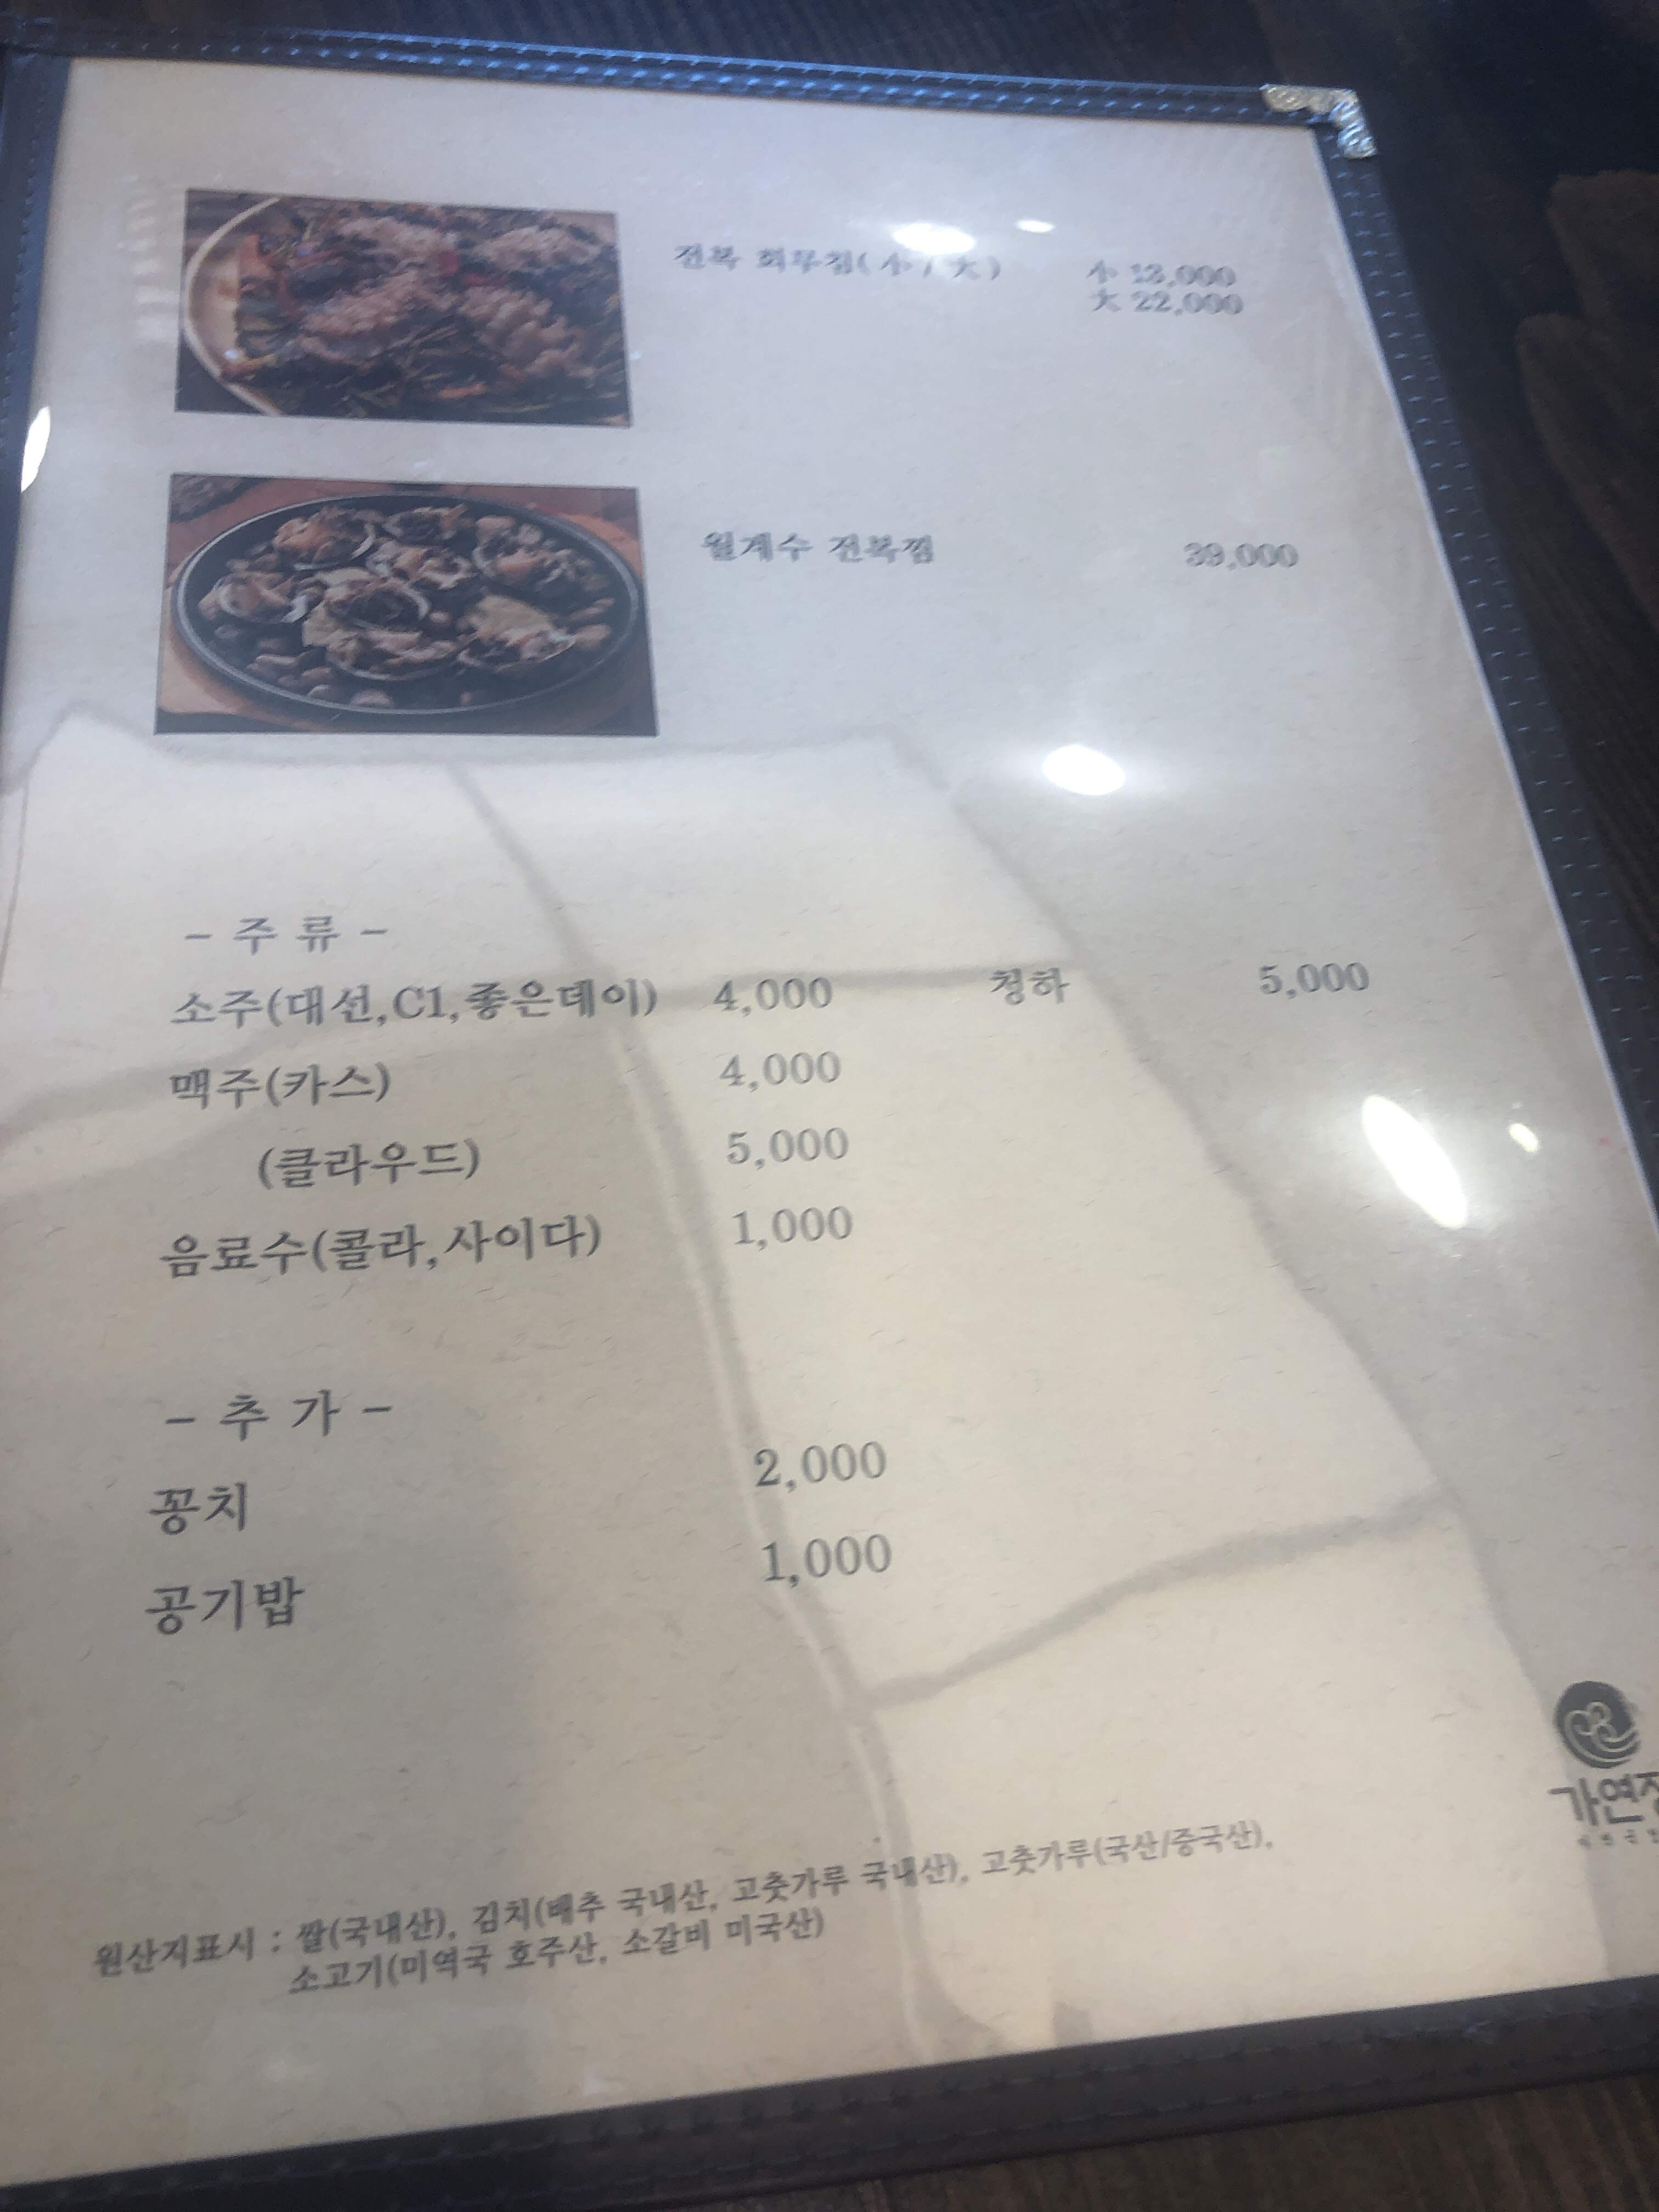 전복 회무침(小/大) 小 13,000
大 22,000
월계수 전복찜 39,000
- 주 류 -
소주(대선,C1,좋은데이) 4,000 청하 5,000
맥주(카스) 4,000
(클라우드) 5,000
음료수(콜라,사이다) 1,000
- 추 가 -
꽁치 2,000
공기밥 1,000
가연
원산지표시 : 쌀(국내산), 김치(배추 국내산, 고춧가루 국내산), 고춧가루(국산/중국산),
소고기(미역국 호주산, 소갈비 미국산)